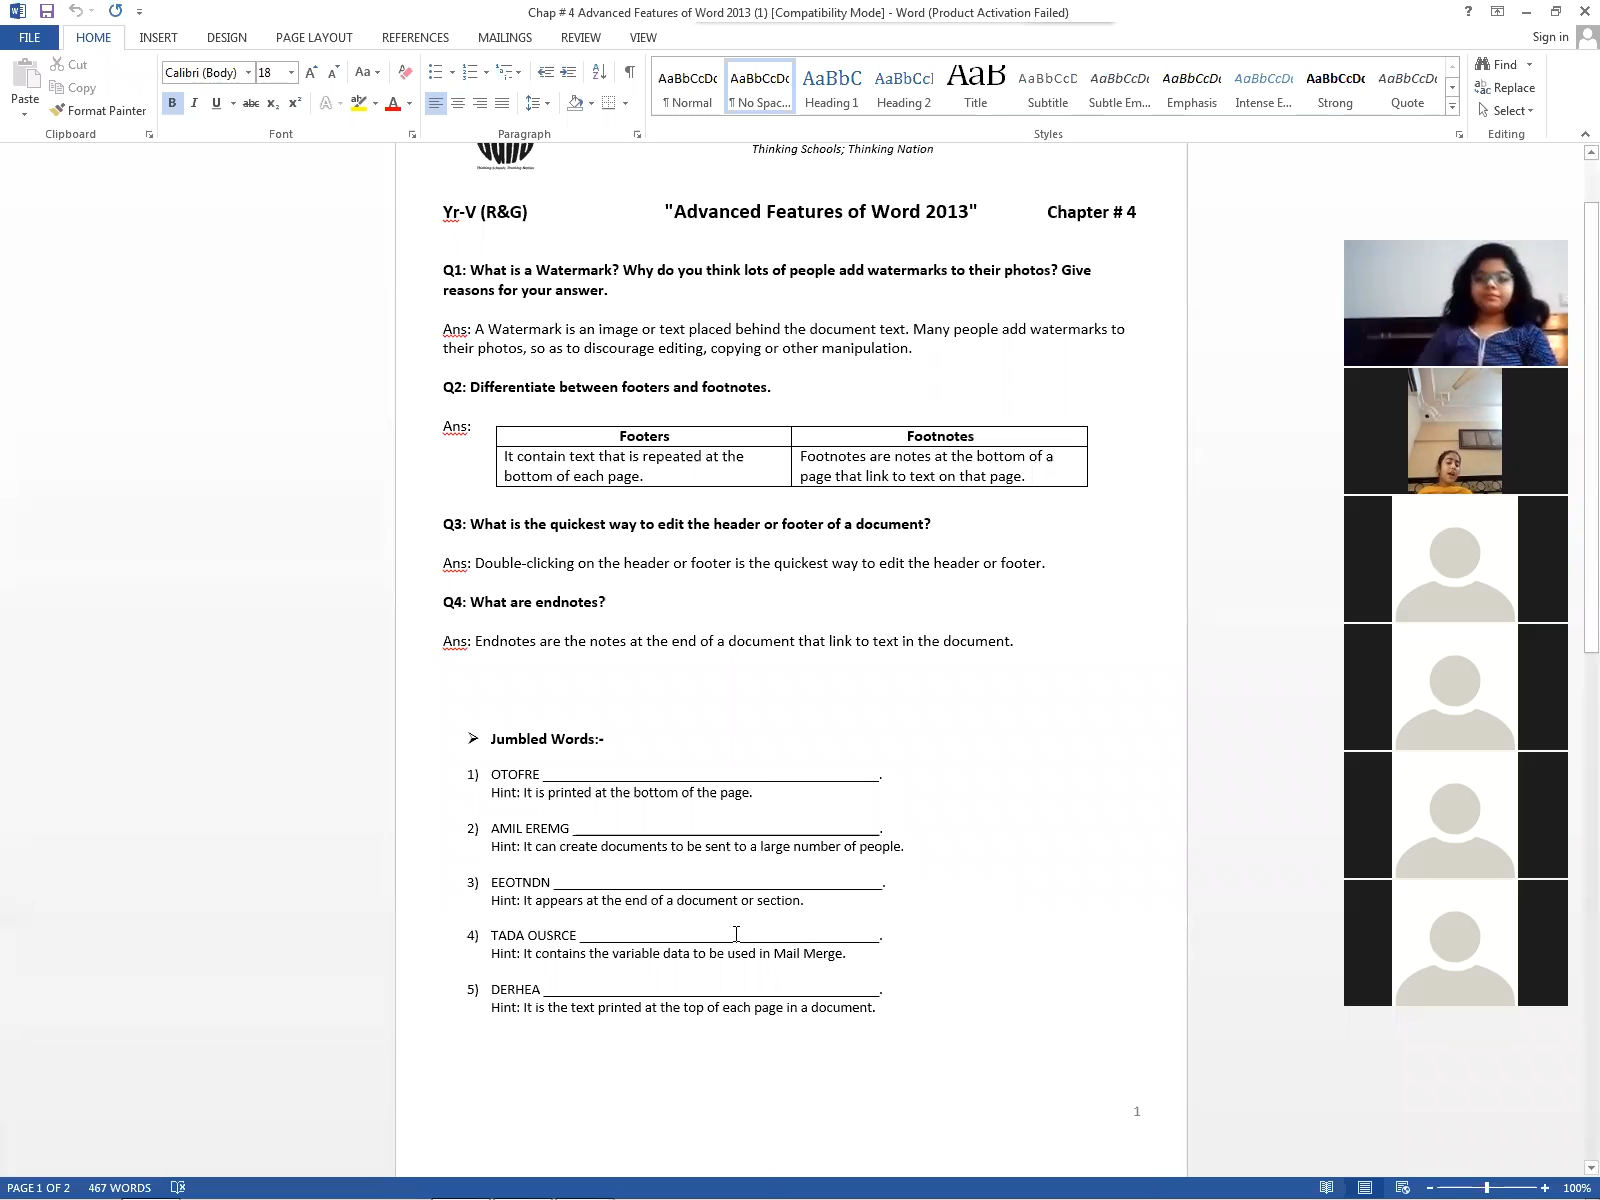 Chap # 4 Advanced Features of Word 2013 (1) [Compatibility Mode] - Word (Product Activation Failed)
FILE HOME INSERT DESIGN PAGE LAYOUT REFERENCES MAILINGS REVIEW VIEW Sign in
Paste
Cut
Copy
Format Painter
Clipboard
Calibri (Body) 18
Font
Paragraph
AaBbCcDc AaBbCcDc AaBbC AaBbCcI AaB AaBbCcD AaBbCcDc AaBbCcDc AaBbCcDc AaBbCcDc AaBbCcDc
¶ Normal ¶ No Spac... Heading 1 Heading 2 Title Subtitle Subtle Em... Emphasis Intense E... Strong Quote
Styles
Find
Replace
Select
Editing
Thinking Schools; Thinking Nation
Thinking Schools; Thinking Nation
Yr-V (R&G) "Advanced Features of Word 2013" Chapter # 4
Q1: What is a Watermark? Why do you think lots of people add watermarks to their photos? Give
reasons for your answer.
Ans: A Watermark is an image or text placed behind the document text. Many people add watermarks to
their photos, so as to discourage editing, copying or other manipulation.
Q2: Differentiate between footers and footnotes.
Ans:
Footers Footnotes
It contain text that is repeated at the Footnotes are notes at the bottom of a
bottom of each page. page that link to text on that page.
Q3: What is the quickest way to edit the header or footer of a document?
Ans: Double-clicking on the header or footer is the quickest way to edit the header or footer.
Q4: What are endnotes?
Ans: Endnotes are the notes at the end of a document that link to text in the document.
➢ Jumbled Words:-
1) OTOFRE ____________________.
Hint: It is printed at the bottom of the page.
2) AMIL EREMG ____________________.
Hint: It can create documents to be sent to a large number of people.
3) EEOTNDN ____________________.
Hint: It appears at the end of a document or section.
4) TADA OUSRCE ____________________.
Hint: It contains the variable data to be used in Mail Merge.
5) DERHEA ____________________.
Hint: It is the text printed at the top of each page in a document.
1
PAGE 1 OF 2 467 WORDS 100%